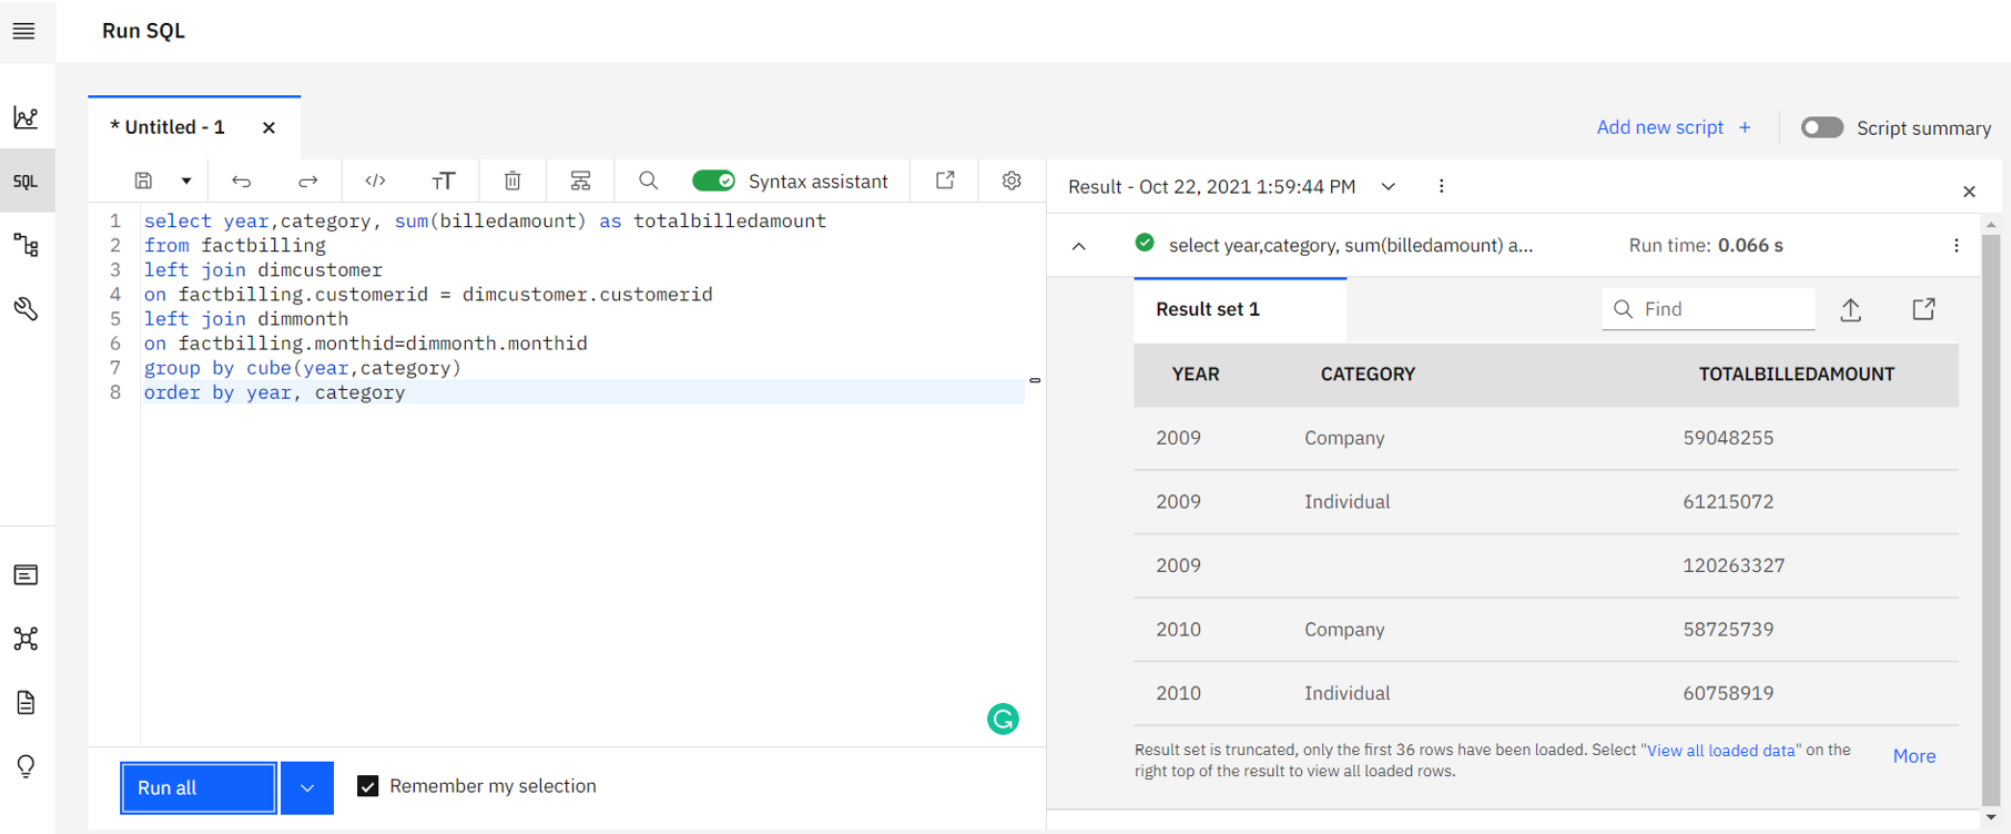 Run SQL
* Untitled - 1
Add new script +
Script summary
SQL
Syntax assistant
1 select year,category, sum(billedamount) as totalbilledamount
2 from factbilling
3 left join dimcustomer
4 on factbilling.customerid = dimcustomer.customerid
5 left join dimmonth
6 on factbilling.monthid=dimmonth.monthid
7 group by cube(year,category)
8 order by year, category
Run all
Remember my selection
Result - Oct 22, 2021 1:59:44 PM
select year,category, sum(billedamount) a... Run time: 0.066 s
Result set 1
Find
YEAR CATEGORY TOTALBILLEDAMOUNT
2009 Company 59048255
2009 Individual 61215072
2009 120263327
2010 Company 58725739
2010 Individual 60758919
Result set is truncated, only the first 36 rows have been loaded. Select "View all loaded data" on the
right top of the result to view all loaded rows.
More